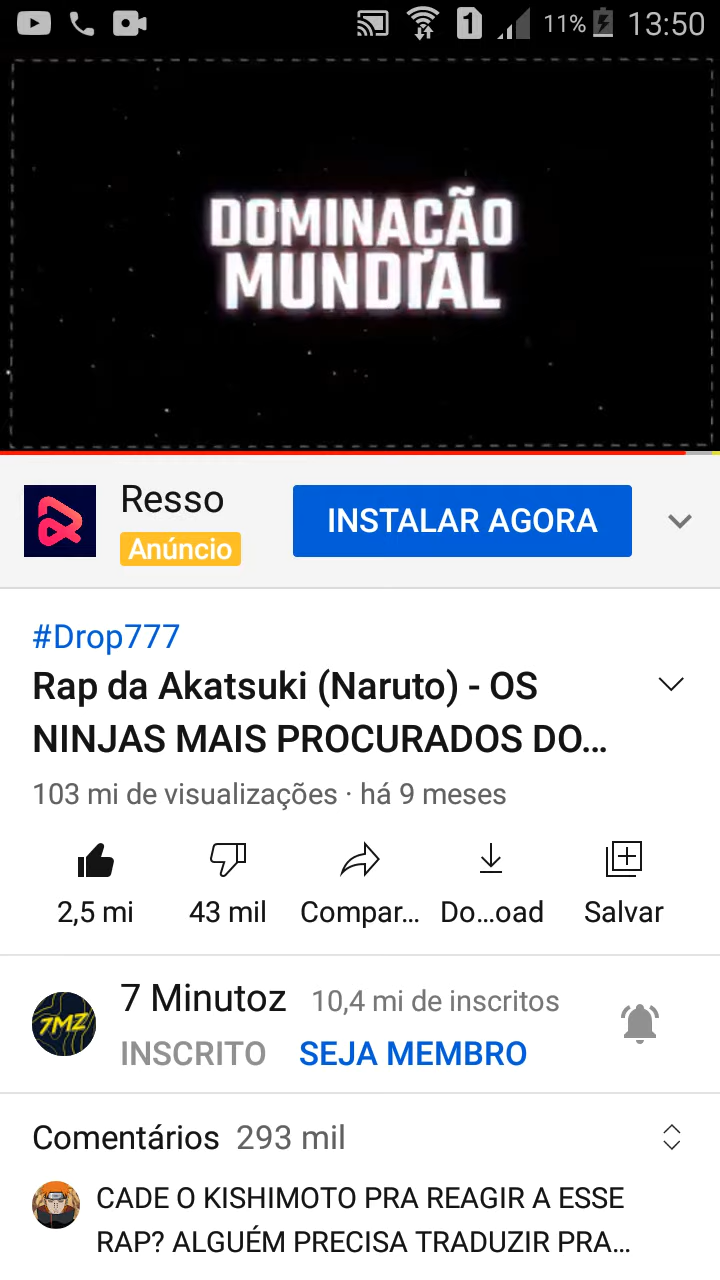 1 11% 13:50
DOMINAÇÃO
MUNDIAL
Resso
Anúncio
INSTALAR AGORA
#Drop777
Rap da Akatsuki (Naruto) - OS
NINJAS MAIS PROCURADOS DO...
103 mi de visualizações · há 9 meses
2,5 mi 43 mil Compar... Do...oad Salvar
7MZ
7 Minutoz 10,4 mi de inscritos
INSCRITO SEJA MEMBRO
Comentários 293 mil
CADE O KISHIMOTO PRA REAGIR A ESSE
RAP? ALGUÉM PRECISA TRADUZIR PRA...